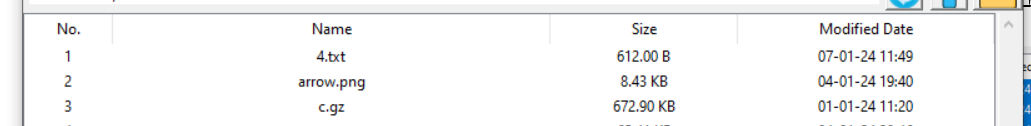 No. Name Size Modified Date
1 4.txt 612.00 B 07-01-24 11:49
2 arrow.png 8.43 KB 04-01-24 19:40
3 c.gz 672.90 KB 01-01-24 11:20